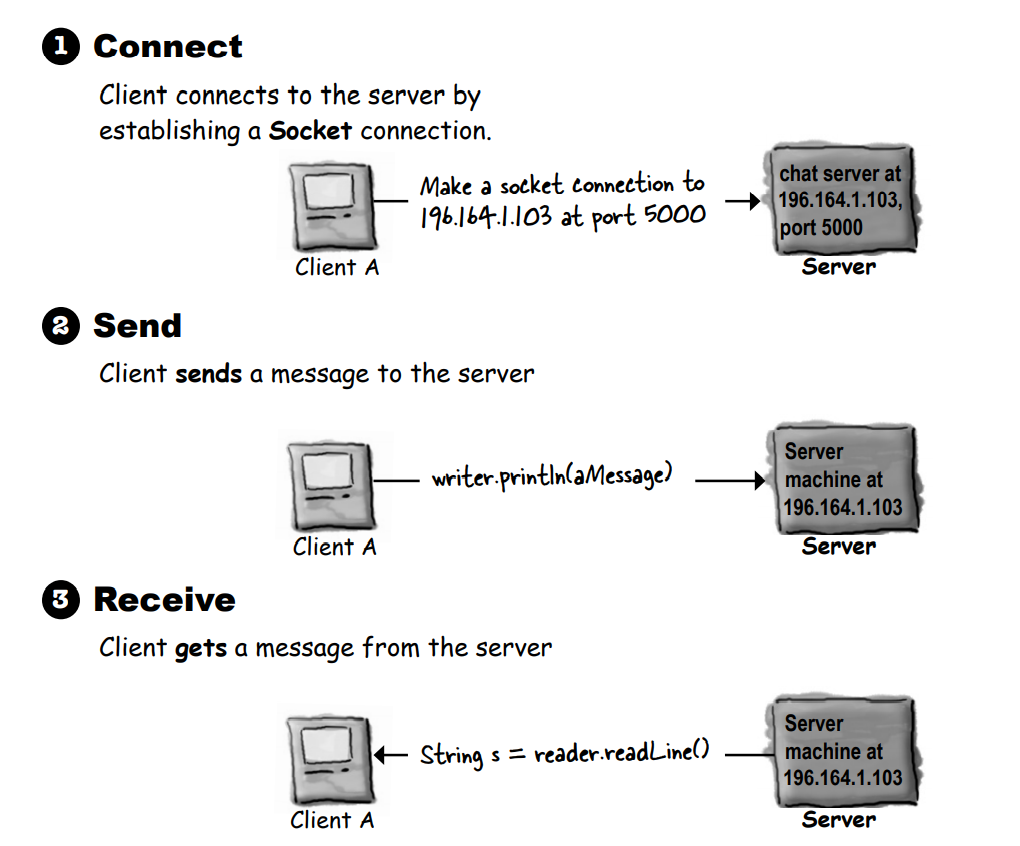 1 Connect
Client connects to the server by
establishing a Socket connection.
Make a socket connection to
196.164.1.103 at port 5000
chat server at
196.164.1.103,
port 5000
Client A
Server
2 Send
Client sends a message to the server
writer.println(aMessage)
Server
machine at
196.164.1.103
Client A
Server
3 Receive
Client gets a message from the server
String s = reader.readLine()
Server
machine at
196.164.1.103
Client A
Server